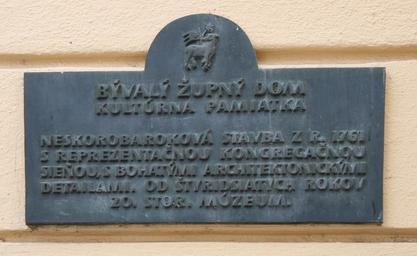 BÝVALÝ ŽUPNÝ DOM
KULTÚRNA PAMIATKA
NESKOROBAROKOVÁ STAVBA Z R. 1761
S REPREZENTAČNOU KONGREGAČNOU
SIEŇOU, S BOHATÝMI ARCHITEKTONICKÝMI
DETAILAMI. OD ŠTYRIDSIATYCH ROKOV
20. STOR. MÚZEUM.